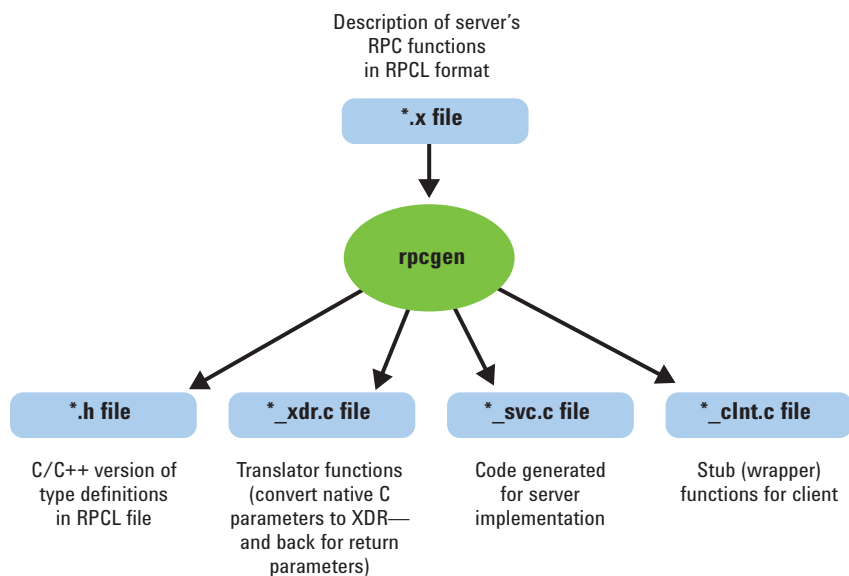 Description of server's
RPC functions
in RPCL format
*.x file
rpcgen
*.h file
*_xdr.c file
*_svc.c file
*_clnt.c file
C/C++ version of
type definitions
in RPCL file
Translator functions
(convert native C
parameters to XDR—
and back for return
parameters)
Code generated
for server
implementation
Stub (wrapper)
functions for client